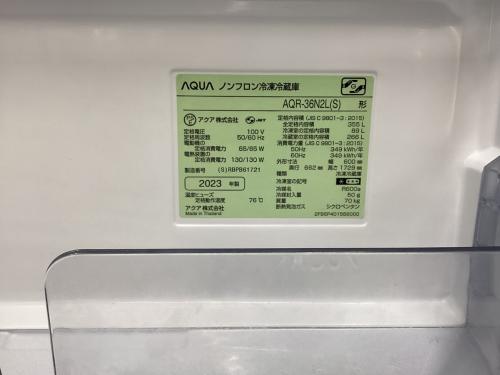 AQUA ノンフロン冷凍冷蔵庫
AQR-36N2L(S) 形
アクア株式会社 JET
定格電圧 100 V
定格周波数 50/60 Hz
電動機の
定格消費電力 65/65 W
電熱装置の
定格消費電力 130/130 W
製造番号 (S)RBPB61721
2023 年製
温度ヒューズ
定格動作温度 76℃
アクア株式会社
Made in Thailand
定格内容積 (JIS C 9801-3:2015)
全定格内容積 355 L
冷凍室の定格内容積 89 L
冷蔵室の定格内容積 266 L
消費電力量 (JIS C 9801-3:2015)
50Hz 349 kWh/年
60Hz 349 kWh/年
外形寸法 幅 600 mm
奥行 662 mm 高さ 1729 mm
種類 冷凍冷蔵庫
冷凍室の記号
冷媒 R600a
冷媒封入量 50 g
質量 70 kg
断熱発泡ガス シクロペンタン